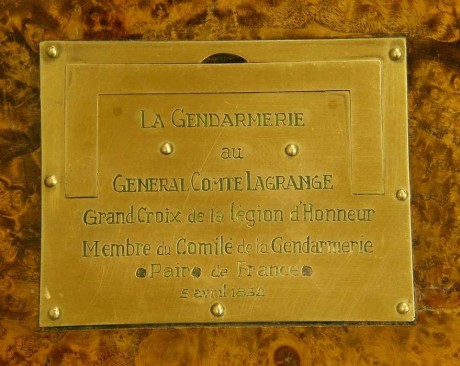 LA GENDARMERIE
au
GENERAL COMTE LAGRANGE
Grand Croix de la Légion d'Honneur
Membre du Comité de la Gendarmerie
Pair de France
5 avril 1832